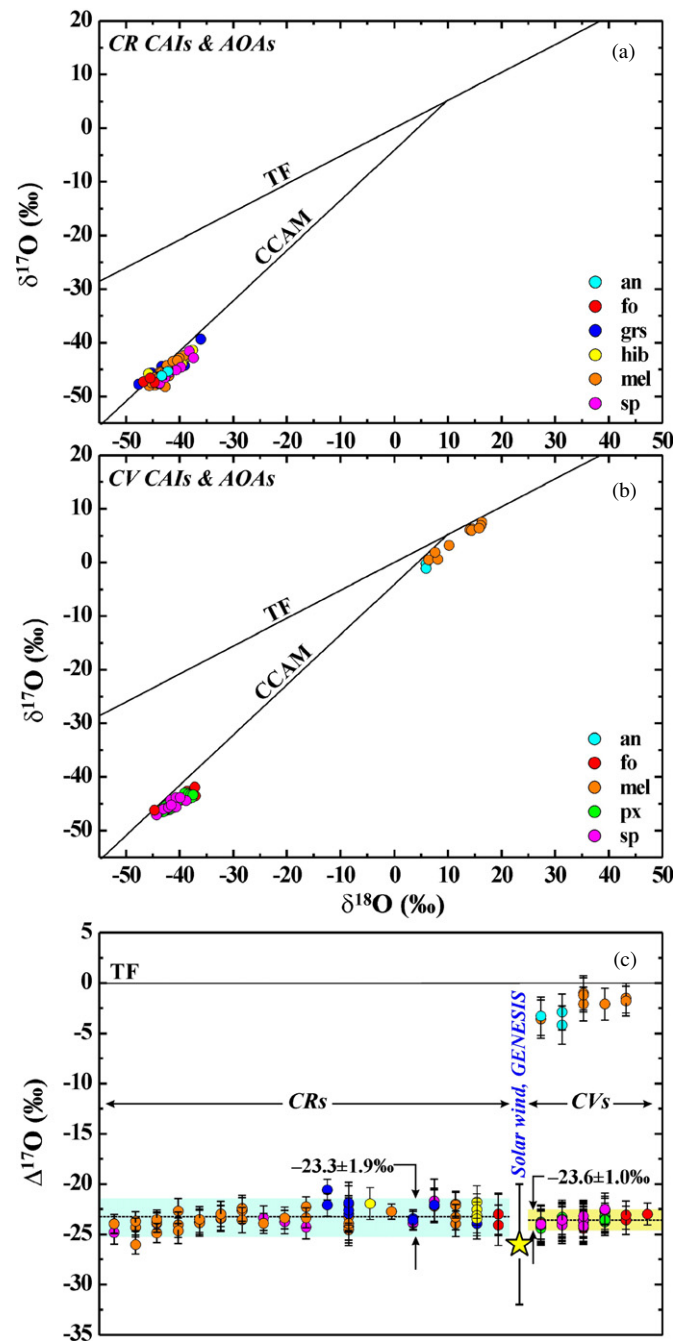 CR CAIs & AOAs
(a)
20
10
0
-10
-20
-30
-40
-50
δ¹⁷O (‰)
TF
CCAM
an
fo
grs
hib
mel
sp
-50 -40 -30 -20 -10 0 10 20 30 40 50
CV CAIs & AOAs
(b)
20
10
0
-10
-20
-30
-40
-50
δ¹⁷O (‰)
TF
CCAM
an
fo
mel
px
sp
-50 -40 -30 -20 -10 0 10 20 30 40 50
δ¹⁸O (‰)
5
0
-5
-10
-15
-20
-25
-30
-35
Δ¹⁷O (‰)
TF
(c)
Solar wind, GENESIS
CRs
CVs
−23.3±1.9‰
−23.6±1.0‰